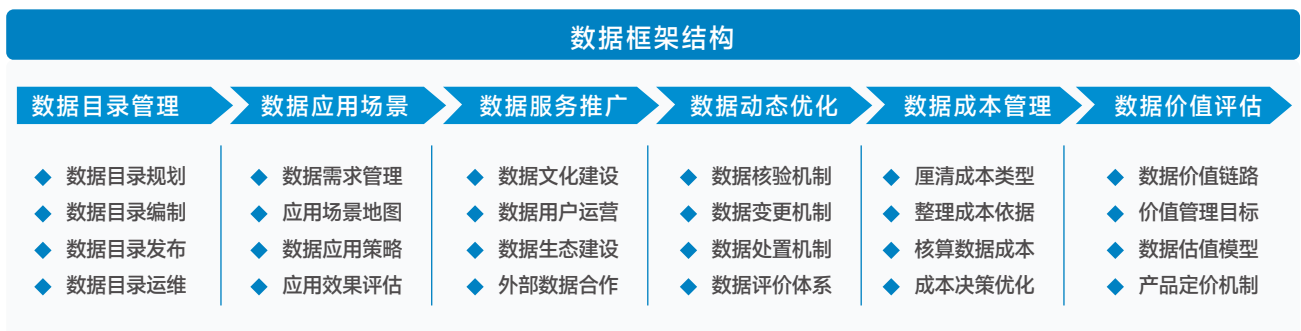 数据框架结构
数据目录管理
数据应用场景
数据服务推广
数据动态优化
数据成本管理
数据价值评估
数据目录规划
数据目录编制
数据目录发布
数据目录运维
数据需求管理
应用场景地图
数据应用策略
应用效果评估
数据文化建设
数据用户运营
数据生态建设
外部数据合作
数据核验机制
数据变更机制
数据处置机制
数据评价体系
厘清成本类型
整理成本依据
核算数据成本
成本决策优化
数据价值链路
价值管理目标
数据估值模型
产品定价机制